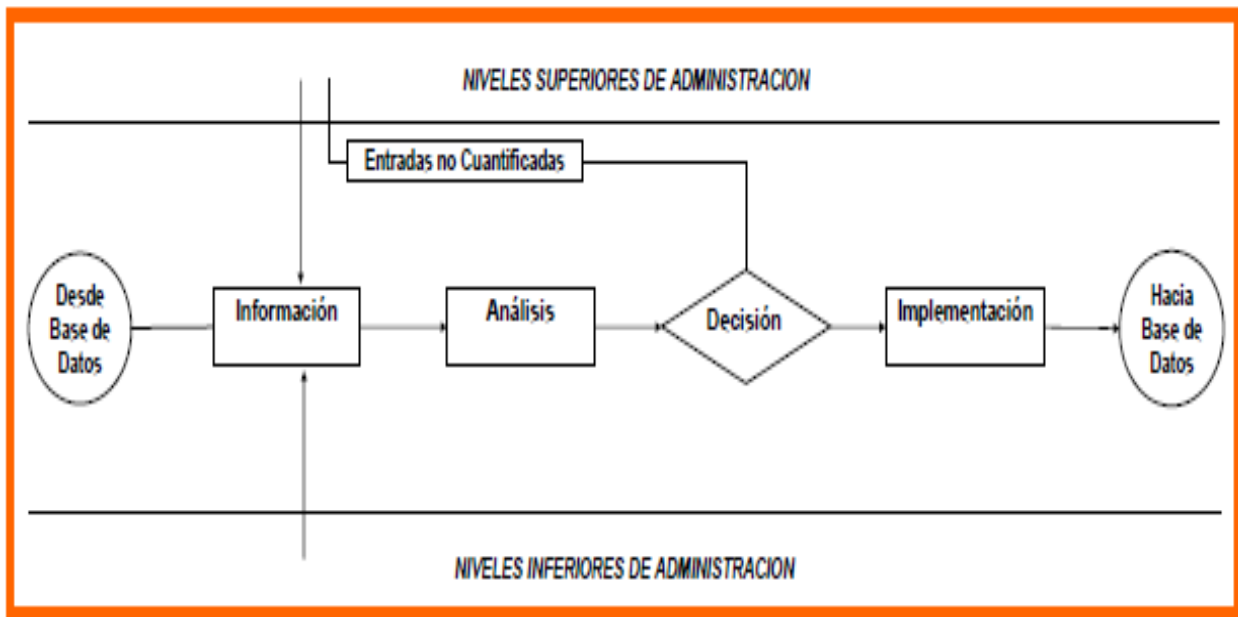 NIVELES SUPERIORES DE ADMINISTRACION
Entradas no Cuantificadas
Desde
Base de
Datos
Información
Análisis
Decisión
Implementación
Hacia
Base de
Datos
NIVELES INFERIORES DE ADMINISTRACION